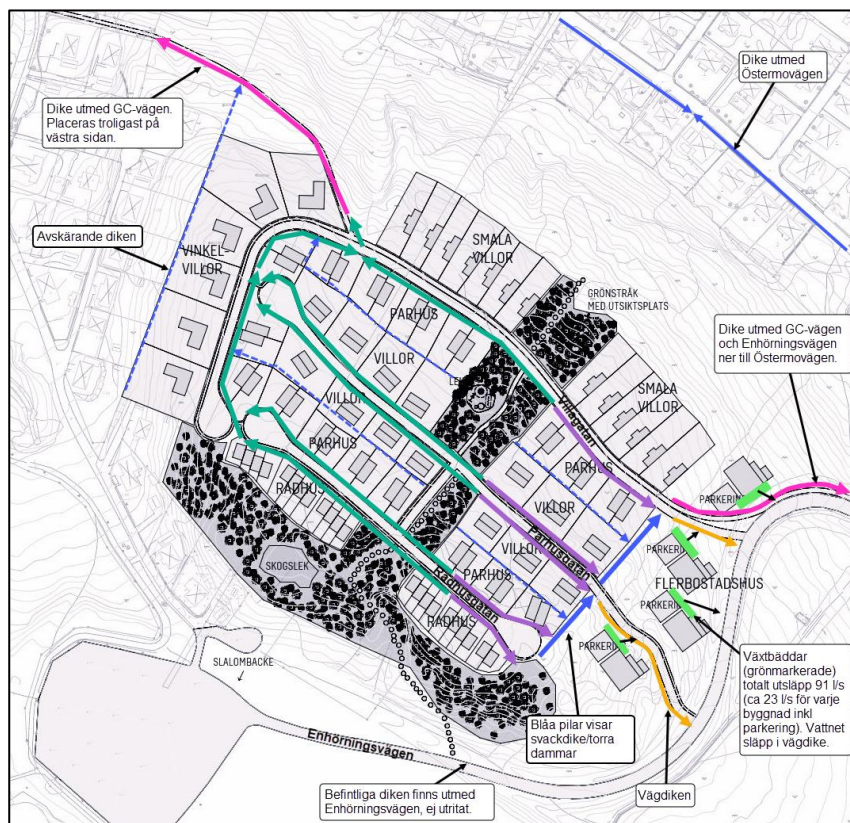 Dike utmed
Östermovägen
Dike utmed GC-vägen.
Placeras troligast på
västra sidan.
Avskärande diken
VINKEL-
VILLOR
SMALA
VILLOR
GRÖNSTRÅK
MED UTSIKTSPLATS
PARHUS
VILLOR
Dike utmed GC-vägen
och Enhörningsvägen
ner till Östermovägen.
VILLOR
SMALA
VILLOR
Villagatan
PARHUS
PARHUS
RADHUS
VILLOR
PARKERIN
Parhusgatan
VILLOR
PARKERI
SKOGSLEK
Radhusgatan
PARHUS
FLERBOSTADSHUS
PARKERIN
RADHUS
PARKERI
SLALOMBACKE
Växtbäddar
(grönmarkerade)
totalt utsläpp 91 l/s
(ca 23 l/s för varje
byggnad inkl
parkering). Vattnet
släpp i vägdike.
Blåa pilar visar
svackdike/torra
dammar
Enhörningsvägen
Befintliga diken finns utmed
Enhörningsvägen, ej utritat.
Vägdiken